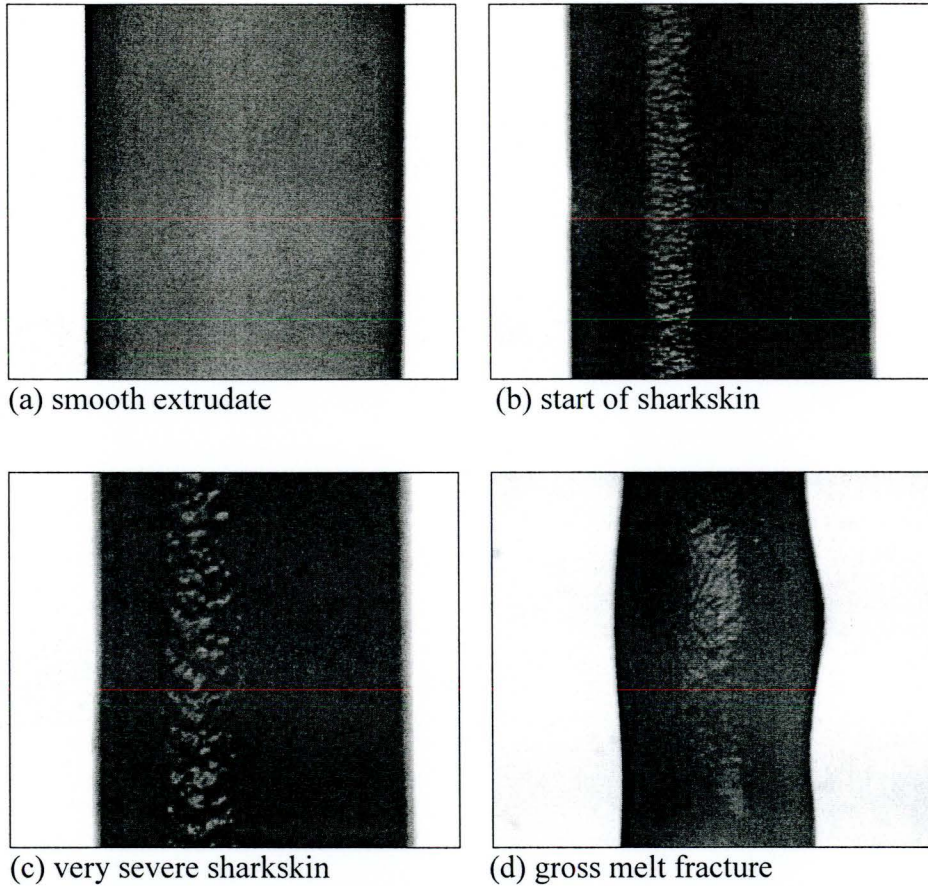 (a) smooth extrudate
(b) start of sharkskin
(c) very severe sharkskin
(d) gross melt fracture